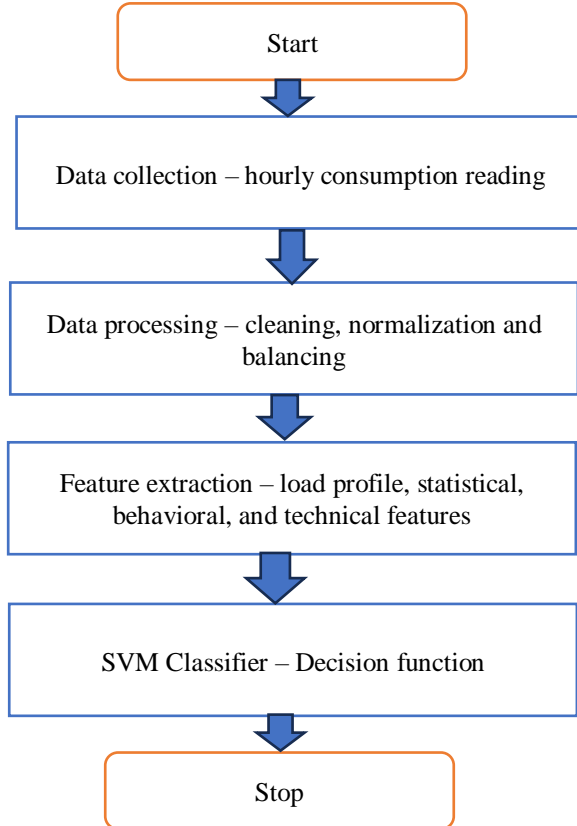 Start
Data collection – hourly consumption reading
Data processing – cleaning, normalization and
balancing
Feature extraction – load profile, statistical,
behavioral, and technical features
SVM Classifier – Decision function
Stop